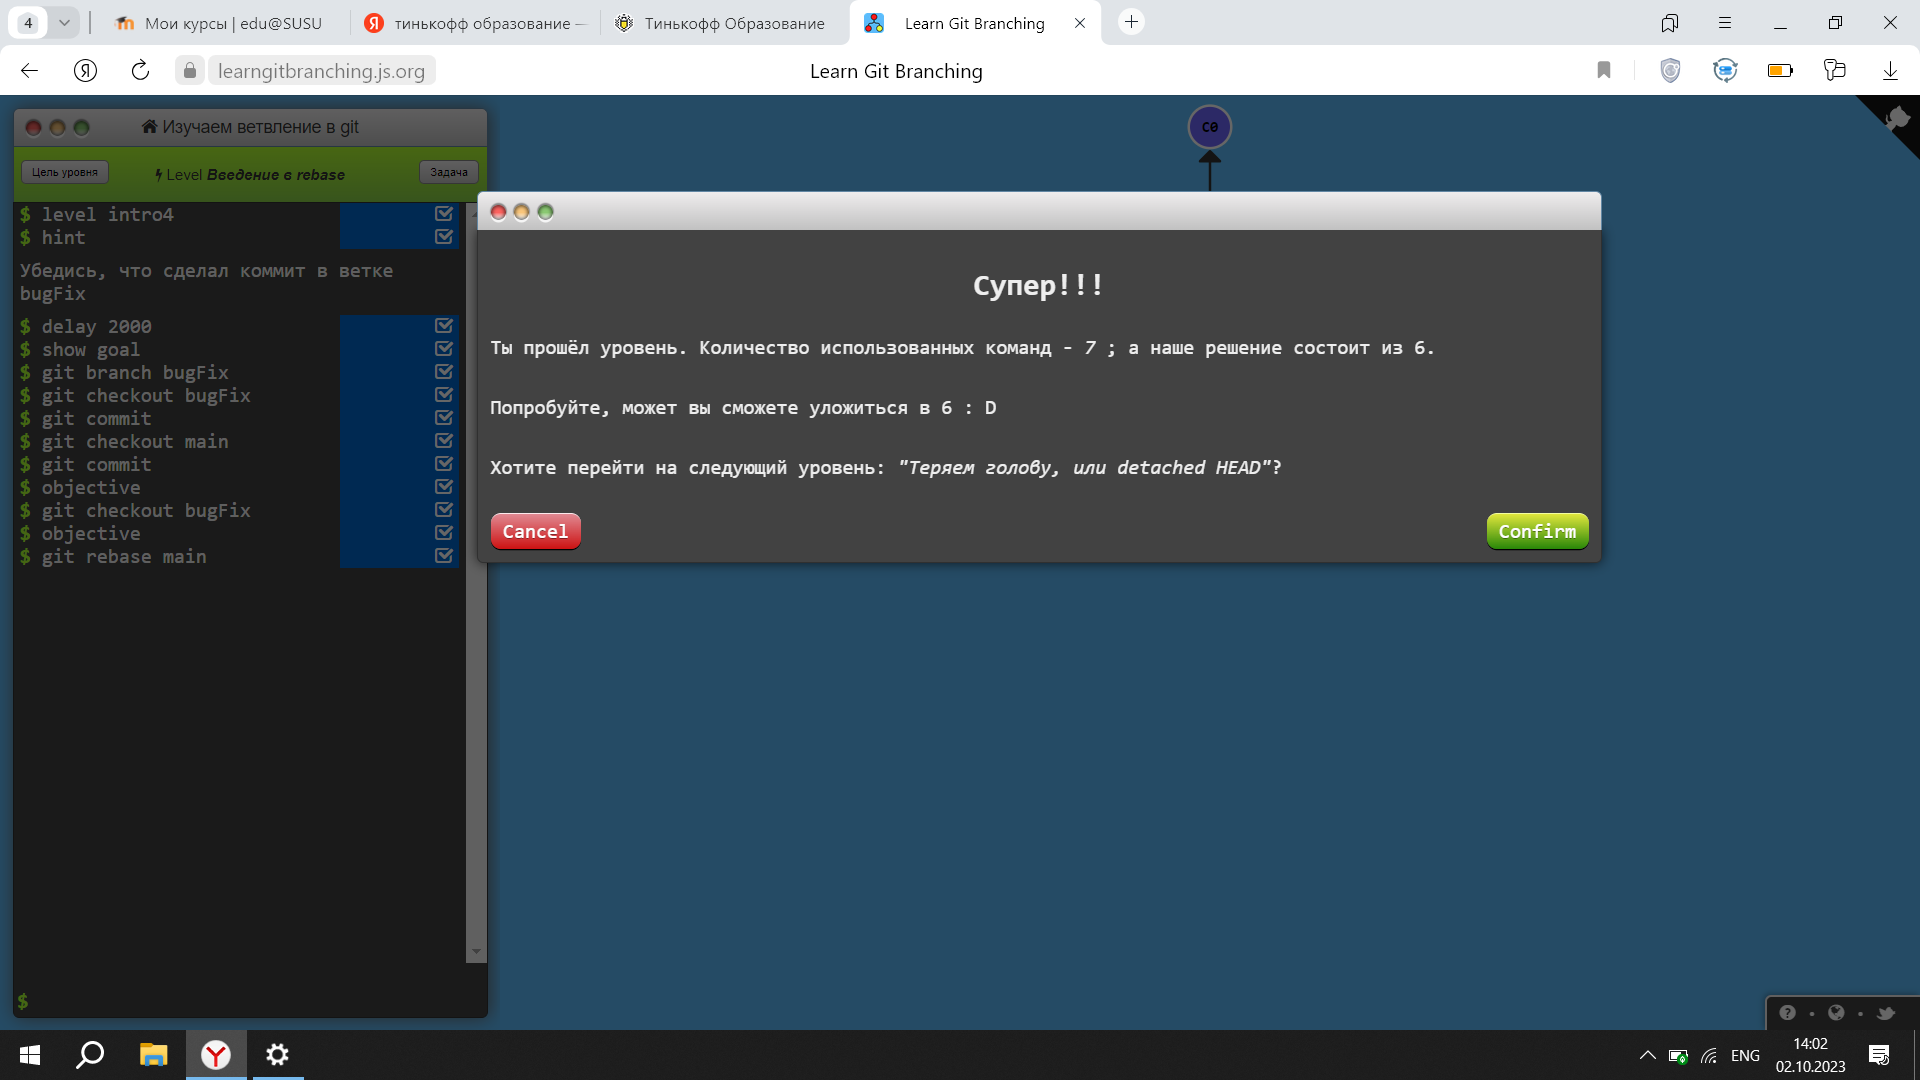 4
Мои курсы | edu@SUSU
тинькофф образование —
Тинькофф Образование
Learn Git Branching
learngitbranching.js.org
Learn Git Branching
Изучаем ветвление в git
Цель уровня
Level Введение в rebase
Задача
$ level intro4
$ hint
Убедись, что сделал коммит в ветке
bugFix
$ delay 2000
$ show goal
$ git branch bugFix
$ git checkout bugFix
$ git commit
$ git checkout main
$ git commit
$ objective
$ git checkout bugFix
$ objective
$ git rebase main
$
C0
Супер!!!
Ты прошёл уровень. Количество использованных команд - 7 ; а наше решение состоит из 6.
Попробуйте, может вы сможете уложиться в 6 : D
Хотите перейти на следующий уровень: "Теряем голову, или detached HEAD"?
Cancel
Confirm
ENG
14:02
02.10.2023